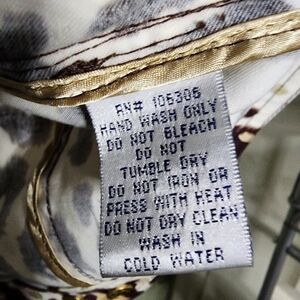 RN# 106306
HAND WASH ONLY
DO NOT BLEACH
DO NOT
TUMBLE DRY
DO NOT IRON OR
PRESS WITH HEAT
DO NOT DRY CLEAN
WASH IN
COLD WATER